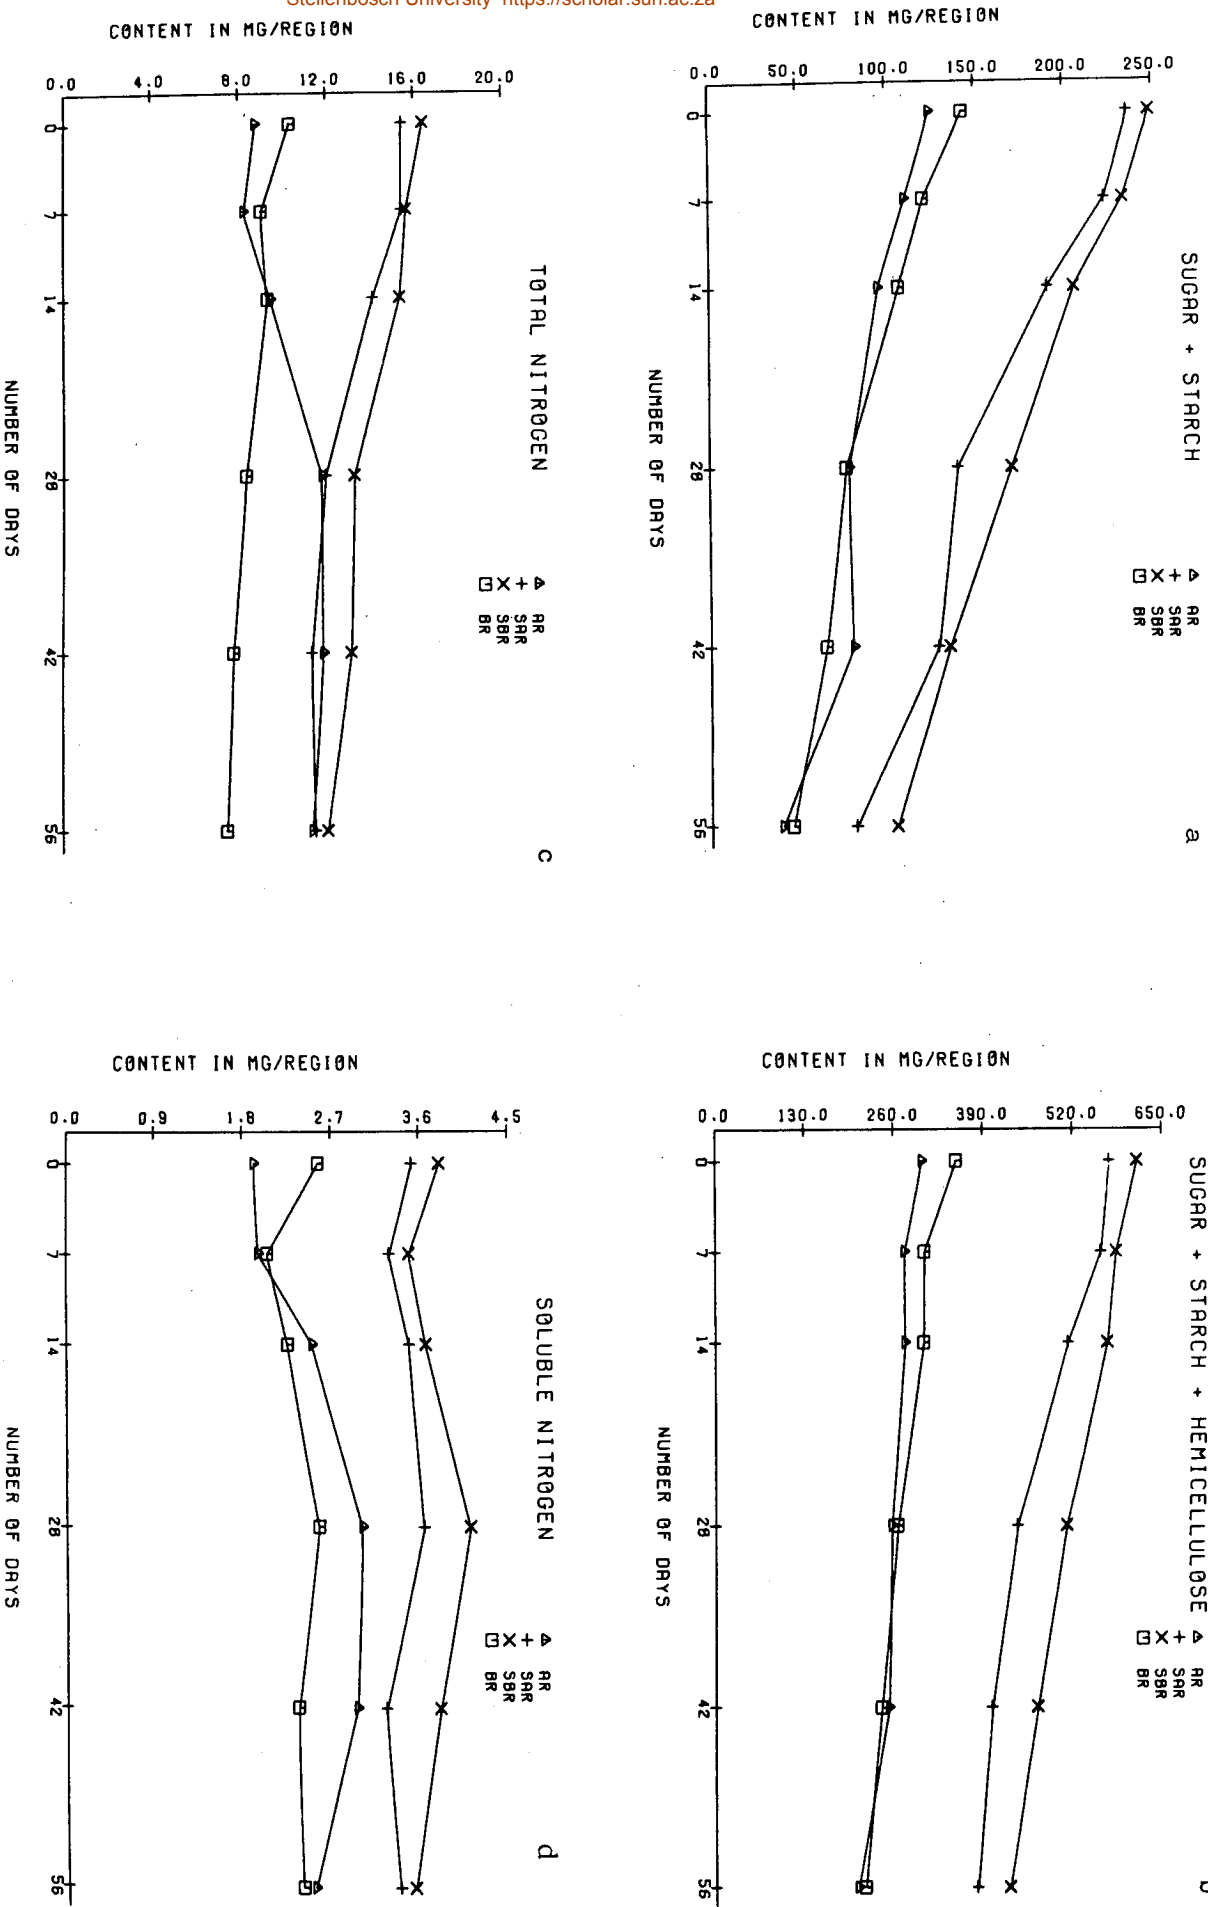 Stellenbosch University https://scholar.sun.ac.za
CONTENT IN MG/REGION
0.0 50.0 100.0 150.0 200.0 250.0
0
7
14
28
42
56
NUMBER OF DAYS
SUGAR + STARCH
AR
SAR
SBR
BR
a
CONTENT IN MG/REGION
0.0 130.0 260.0 390.0 520.0 650.0
0
7
14
28
42
56
NUMBER OF DAYS
SUGAR + STARCH + HEMICELLULOSE
AR
SAR
SBR
BR
CONTENT IN MG/REGION
0.0 4.0 8.0 12.0 16.0 20.0
0
7
14
28
42
56
NUMBER OF DAYS
TOTAL NITROGEN
AR
SAR
SBR
BR
c
CONTENT IN MG/REGION
0.0 0.9 1.8 2.7 3.6 4.5
0
7
14
28
42
56
NUMBER OF DAYS
SOLUBLE NITROGEN
AR
SAR
SBR
BR
d